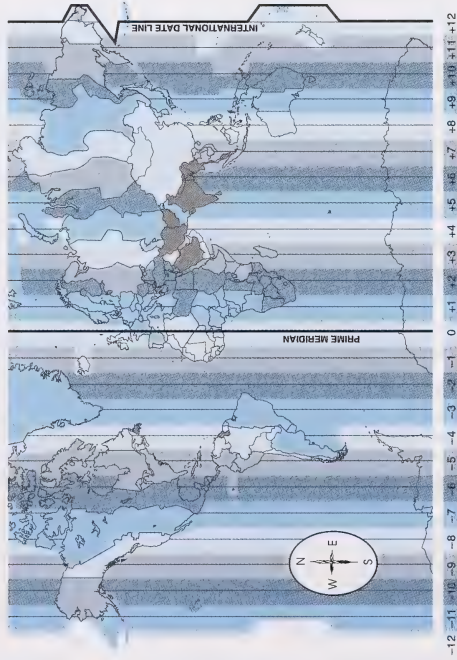 INTERNATIONAL DATE LINE
PRIME MERIDIAN
N
W E
S
−12 −11 −10 −9 −8 −7 −6 −5 −4 −3 −2 −1 0 +1 +2 +3 +4 +5 +6 +7 +8 +9 +10 +11 +12